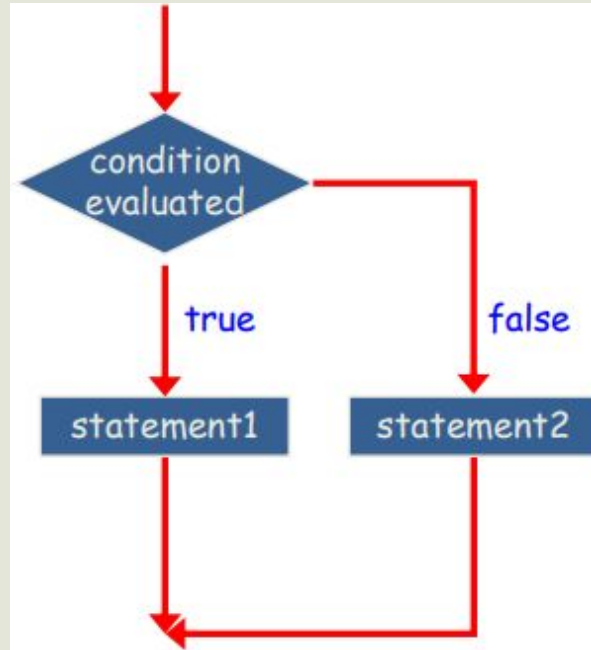 condition
evaluated
true
false
statement1
statement2